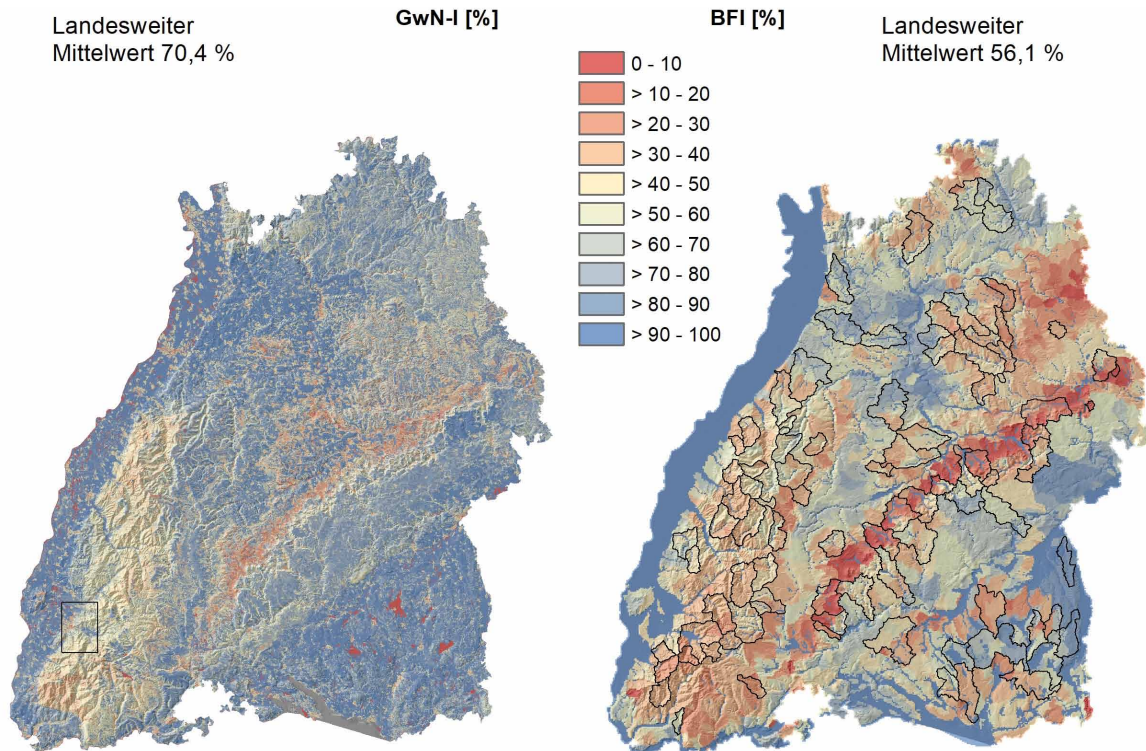 Landesweiter
Mittelwert 70,4 %
GwN-I [%]
BFI [%]
Landesweiter
Mittelwert 56,1 %
0 - 10
> 10 - 20
> 20 - 30
> 30 - 40
> 40 - 50
> 50 - 60
> 60 - 70
> 70 - 80
> 80 - 90
> 90 - 100